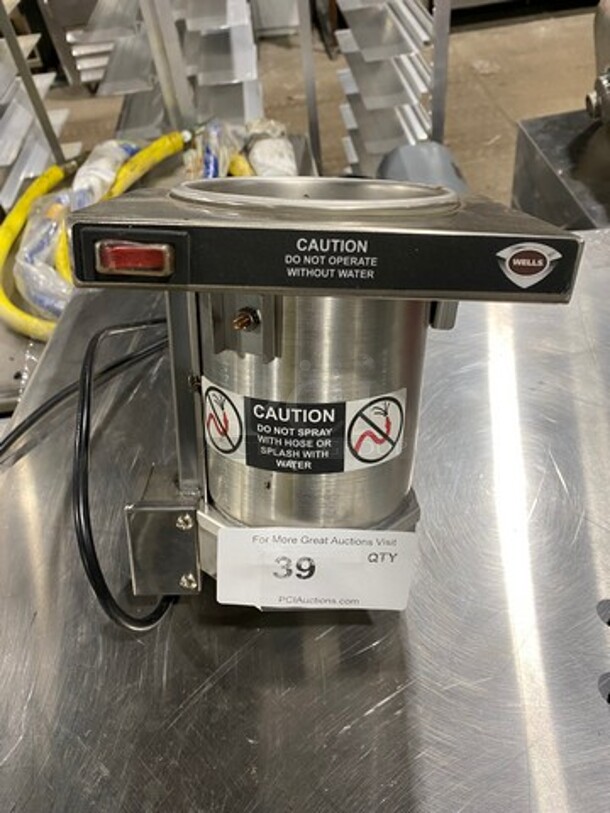 CAUTION
DO NOT OPERATE
WITHOUT WATER
WELLS
CAUTION
DO NOT SPRAY
WITH HOSE OR
SPLASH WITH
WATER
For More Great Auctions Visit
39 QTY
PCIAuctions.com